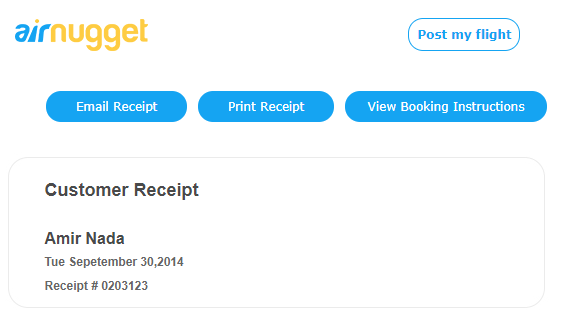 airnugget
Post my flight
Email Receipt
Print Receipt
View Booking Instructions
Customer Receipt
Amir Nada
Tue Sepetember 30,2014
Receipt # 0203123